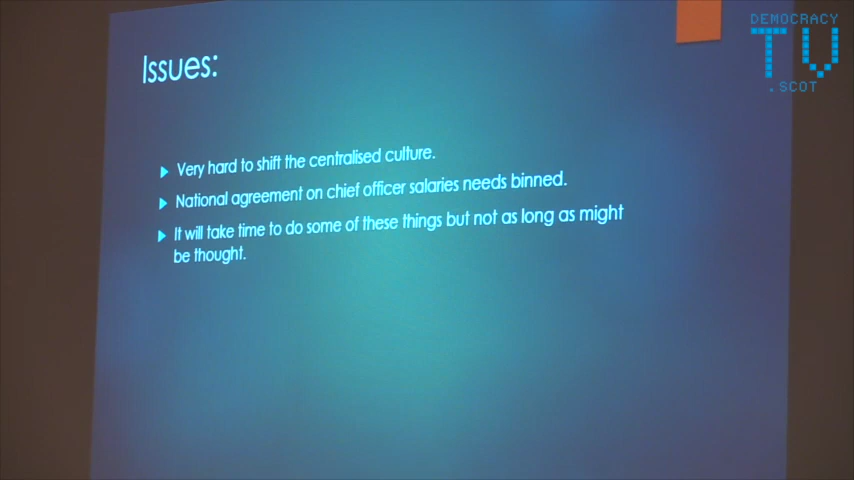 DEMOCRACY
TV
.SCOT
Issues:
Very hard to shift the centralised culture.
National agreement on chief officer salaries needs binned.
It will take time to do some of these things but not as long as might
be thought.